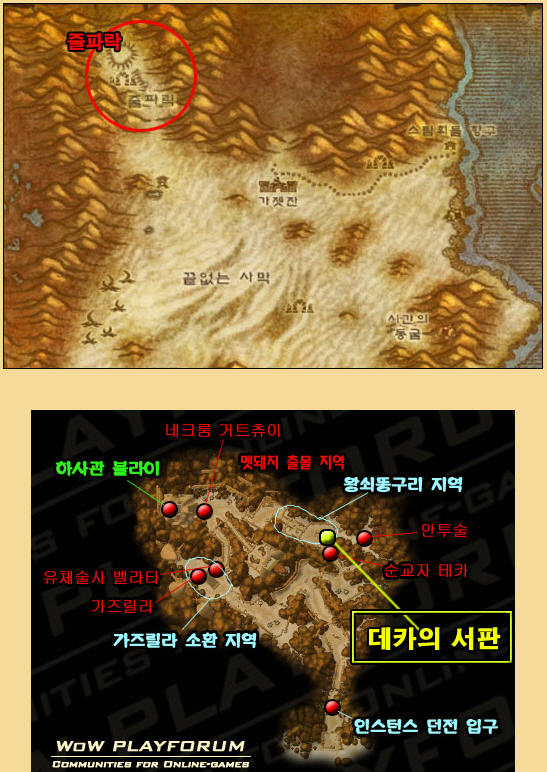 줄파락
줄파락
스팀휘들 항구
가젯잔
끝없는 사막
시간의
동굴
네크룸 거트츄이
멧돼지 출몰 지역
하사관 블라이
왕쇠똥구리 지역
안투술
유체술사 벨라타
순교자 테카
가즈릴라
가즈릴라 소환 지역
데카의 서판
인스턴스 던전 입구
WoW PLAYFORUM
COMMUNITIES FOR ONLINE-GAMES